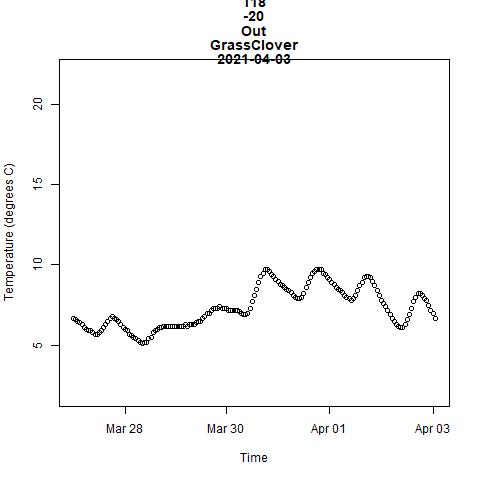 T18
-20
Out
GrassClover
2021-04-03
Temperature (degrees C)
20
15
10
5
Mar 28
Mar 30
Apr 01
Apr 03
Time